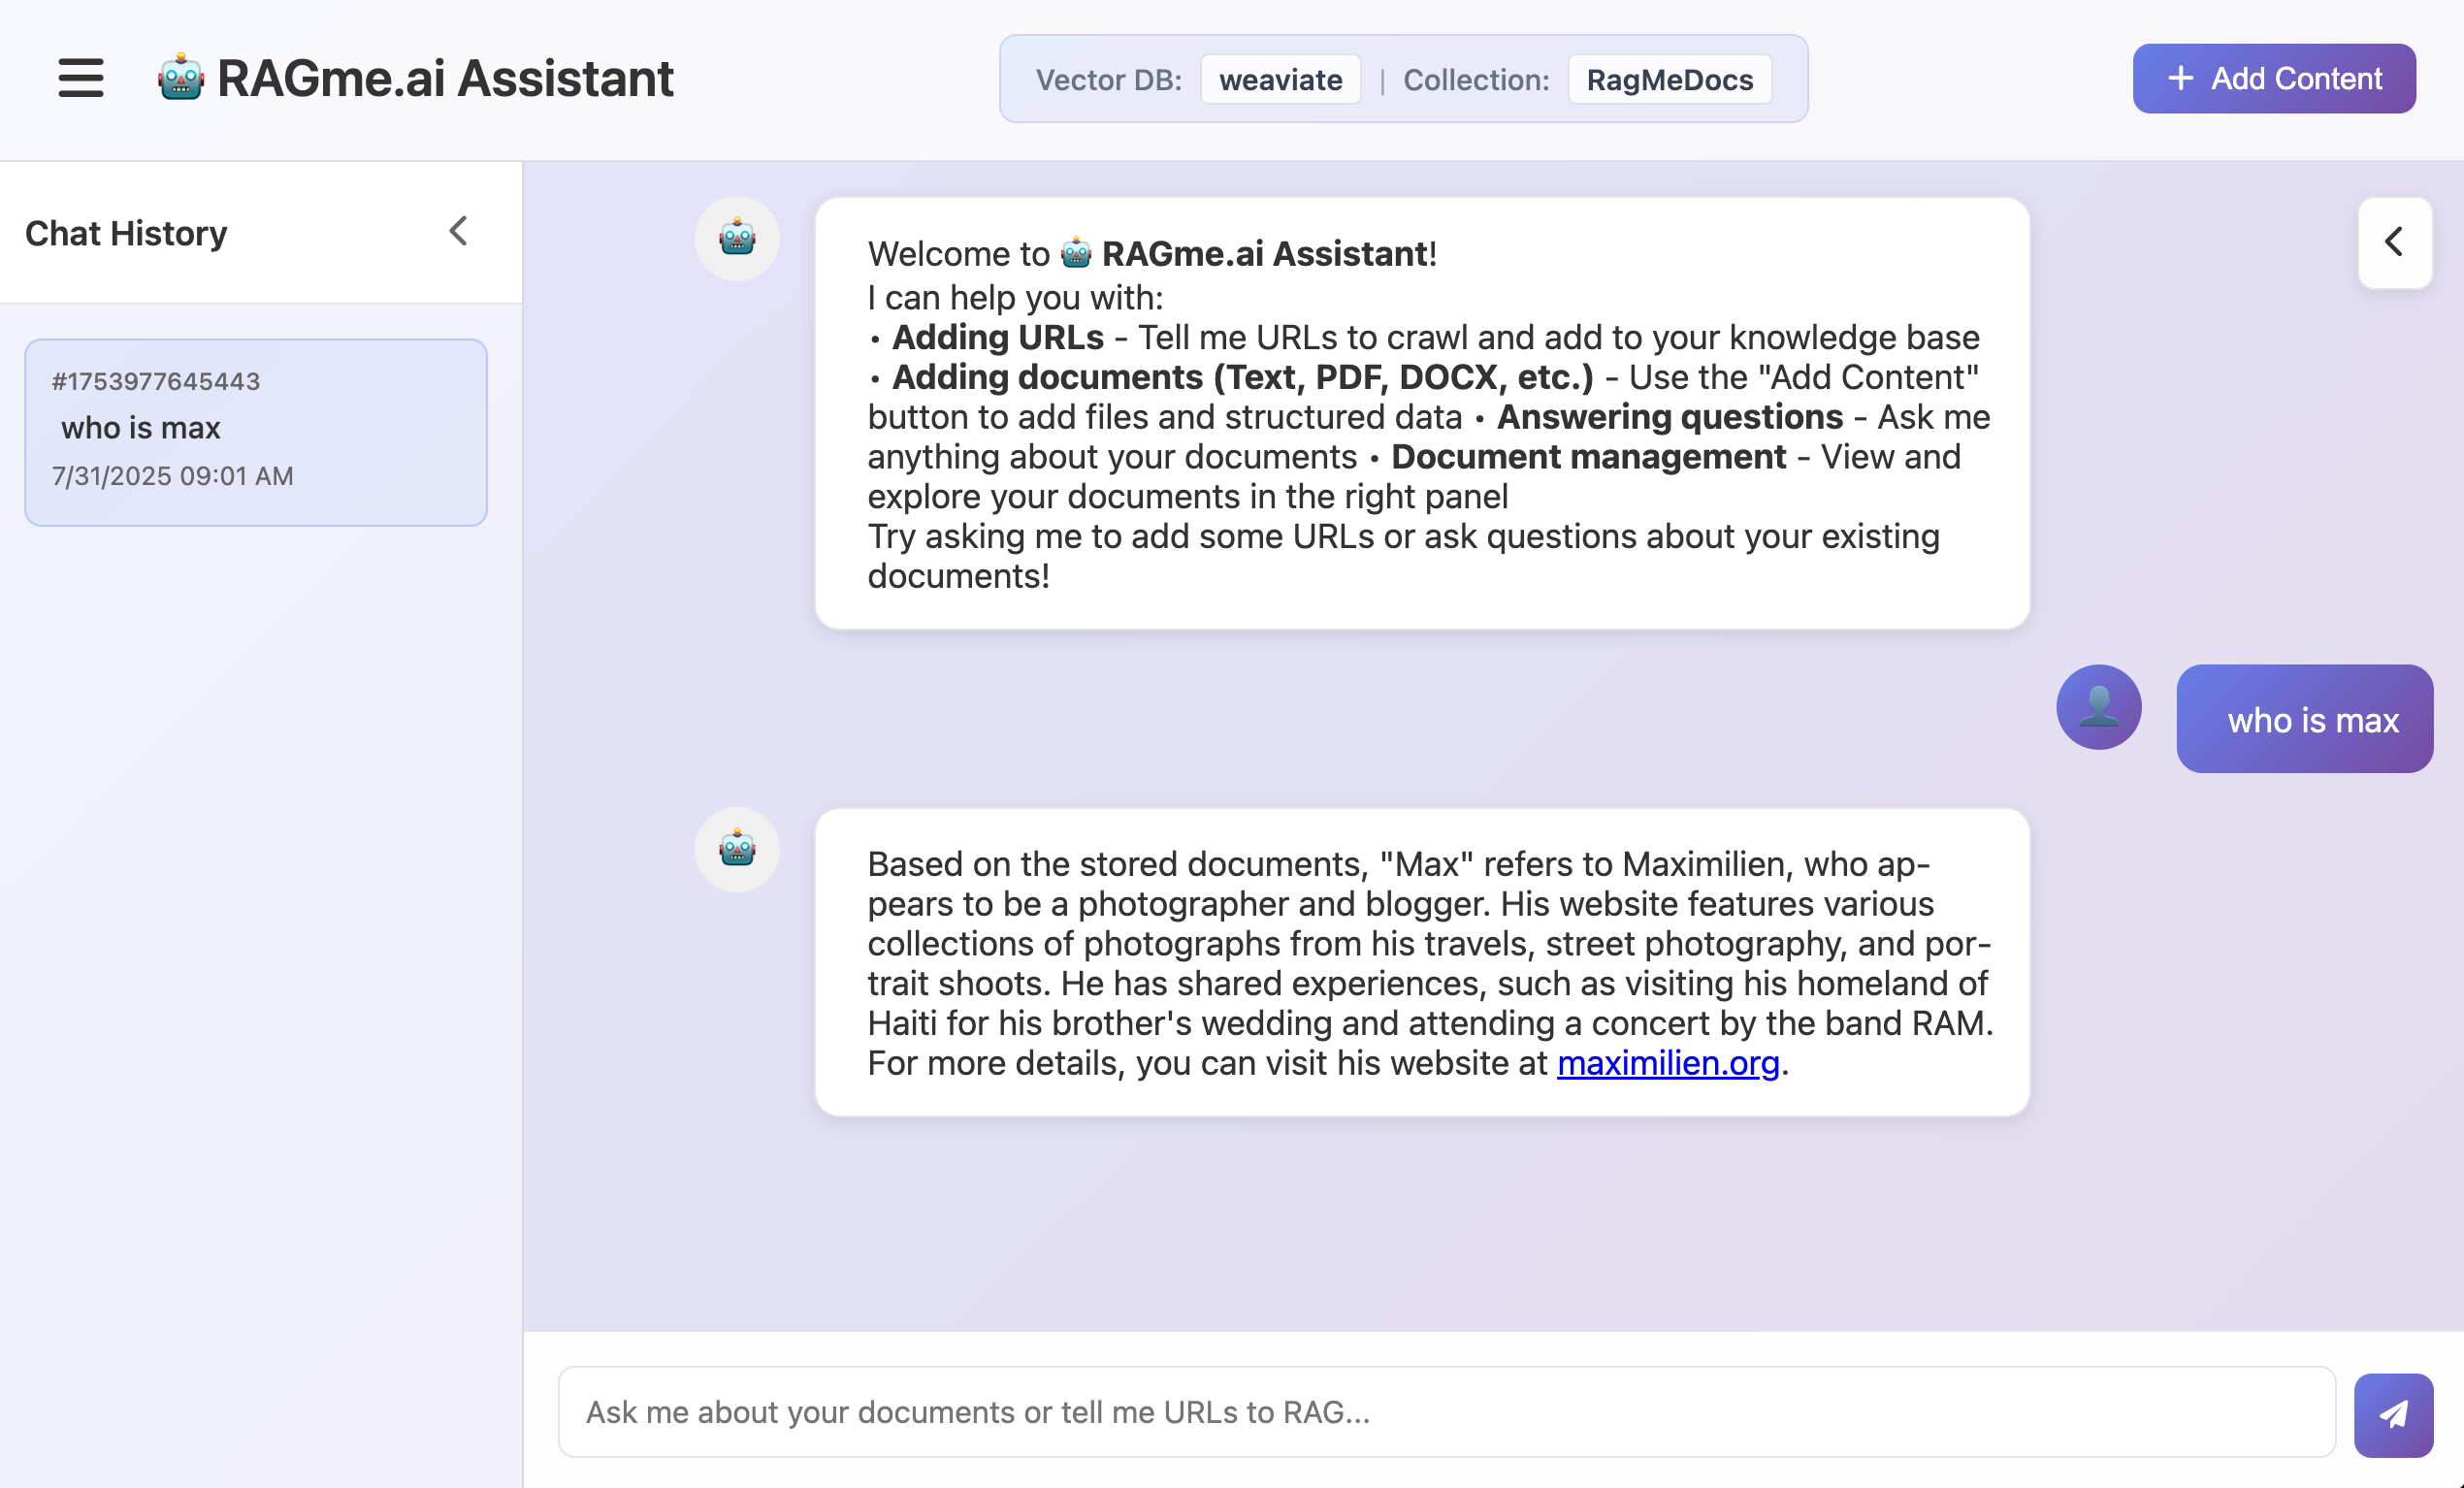 🤖 RAGme.ai Assistant
Vector DB: weaviate | Collection: RagMeDocs
+ Add Content
Chat History
#1753977645443
who is max
7/31/2025 09:01 AM
Welcome to 🤖 RAGme.ai Assistant!
I can help you with:
• Adding URLs - Tell me URLs to crawl and add to your knowledge base
• Adding documents (Text, PDF, DOCX, etc.) - Use the "Add Content"
button to add files and structured data • Answering questions - Ask me
anything about your documents • Document management - View and
explore your documents in the right panel
Try asking me to add some URLs or ask questions about your existing
documents!
who is max
Based on the stored documents, "Max" refers to Maximilien, who ap-
pears to be a photographer and blogger. His website features various
collections of photographs from his travels, street photography, and por-
trait shoots. He has shared experiences, such as visiting his homeland of
Haiti for his brother's wedding and attending a concert by the band RAM.
For more details, you can visit his website at maximilien.org.
Ask me about your documents or tell me URLs to RAG...